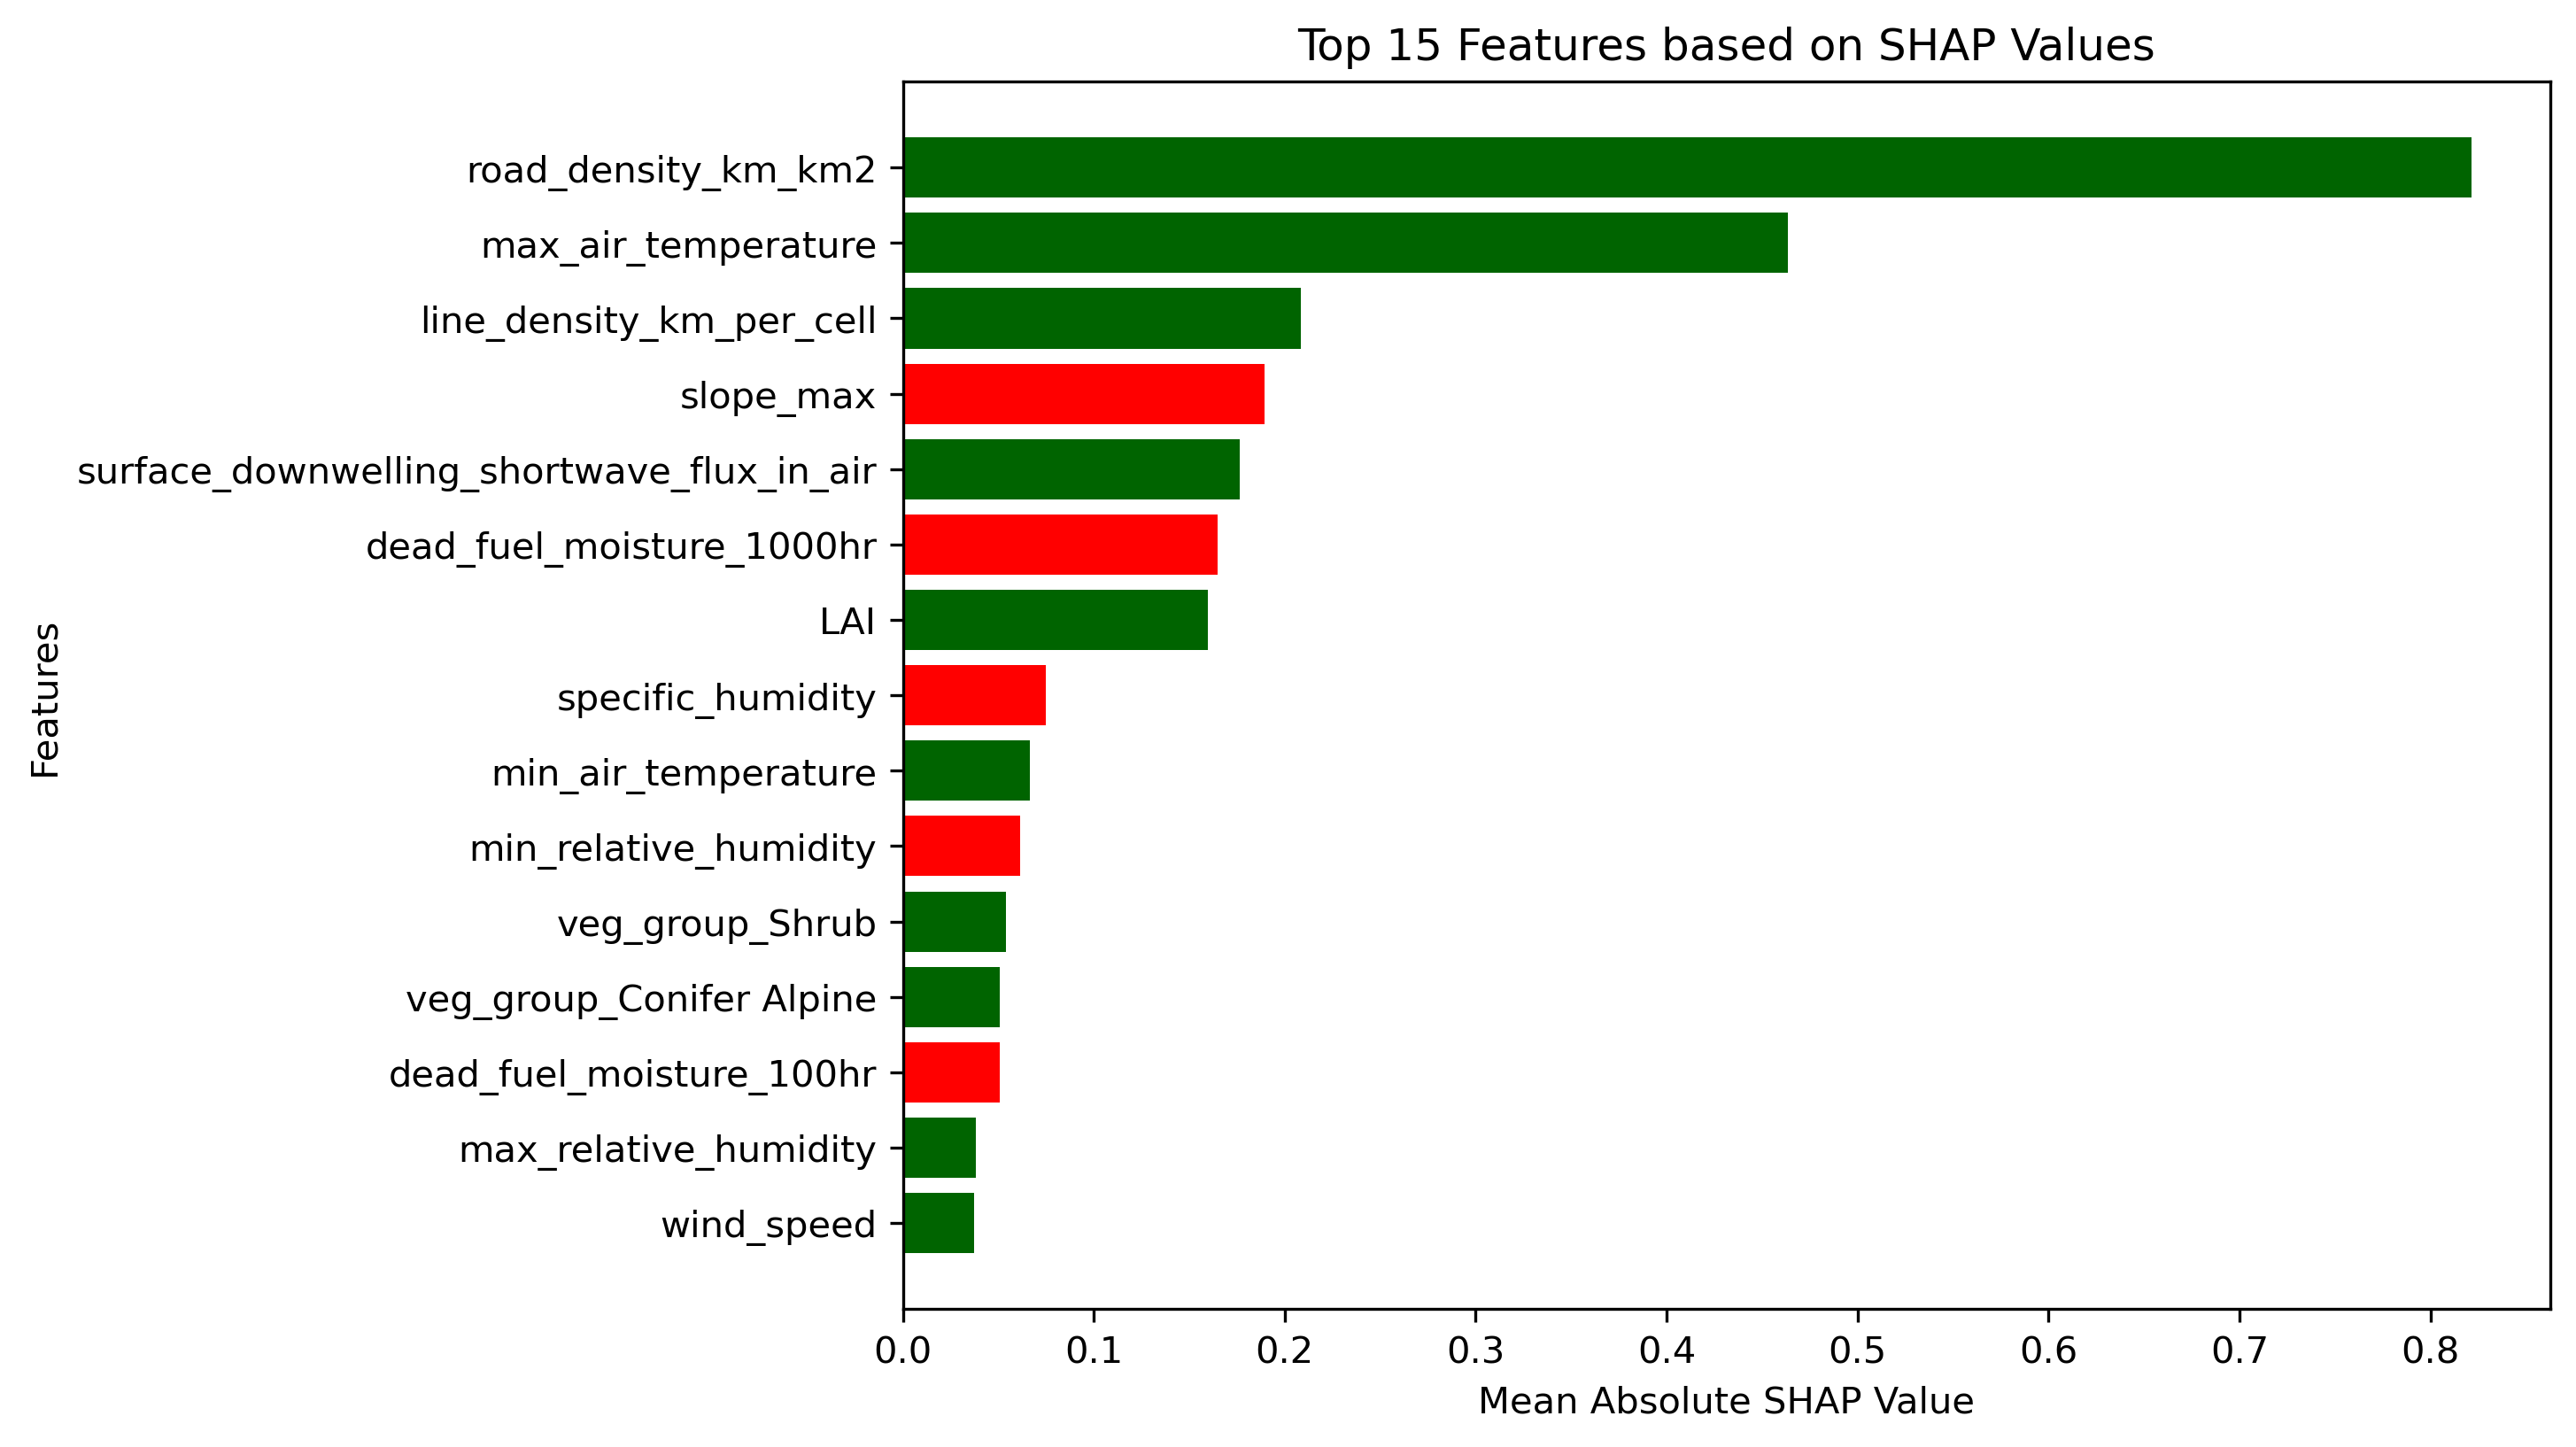 Top 15 Features based on SHAP Values
Features
road_density_km_km2
max_air_temperature
line_density_km_per_cell
slope_max
surface_downwelling_shortwave_flux_in_air
dead_fuel_moisture_1000hr
LAI
specific_humidity
min_air_temperature
min_relative_humidity
veg_group_Shrub
veg_group_Conifer Alpine
dead_fuel_moisture_100hr
max_relative_humidity
wind_speed
0.0 0.1 0.2 0.3 0.4 0.5 0.6 0.7 0.8
Mean Absolute SHAP Value